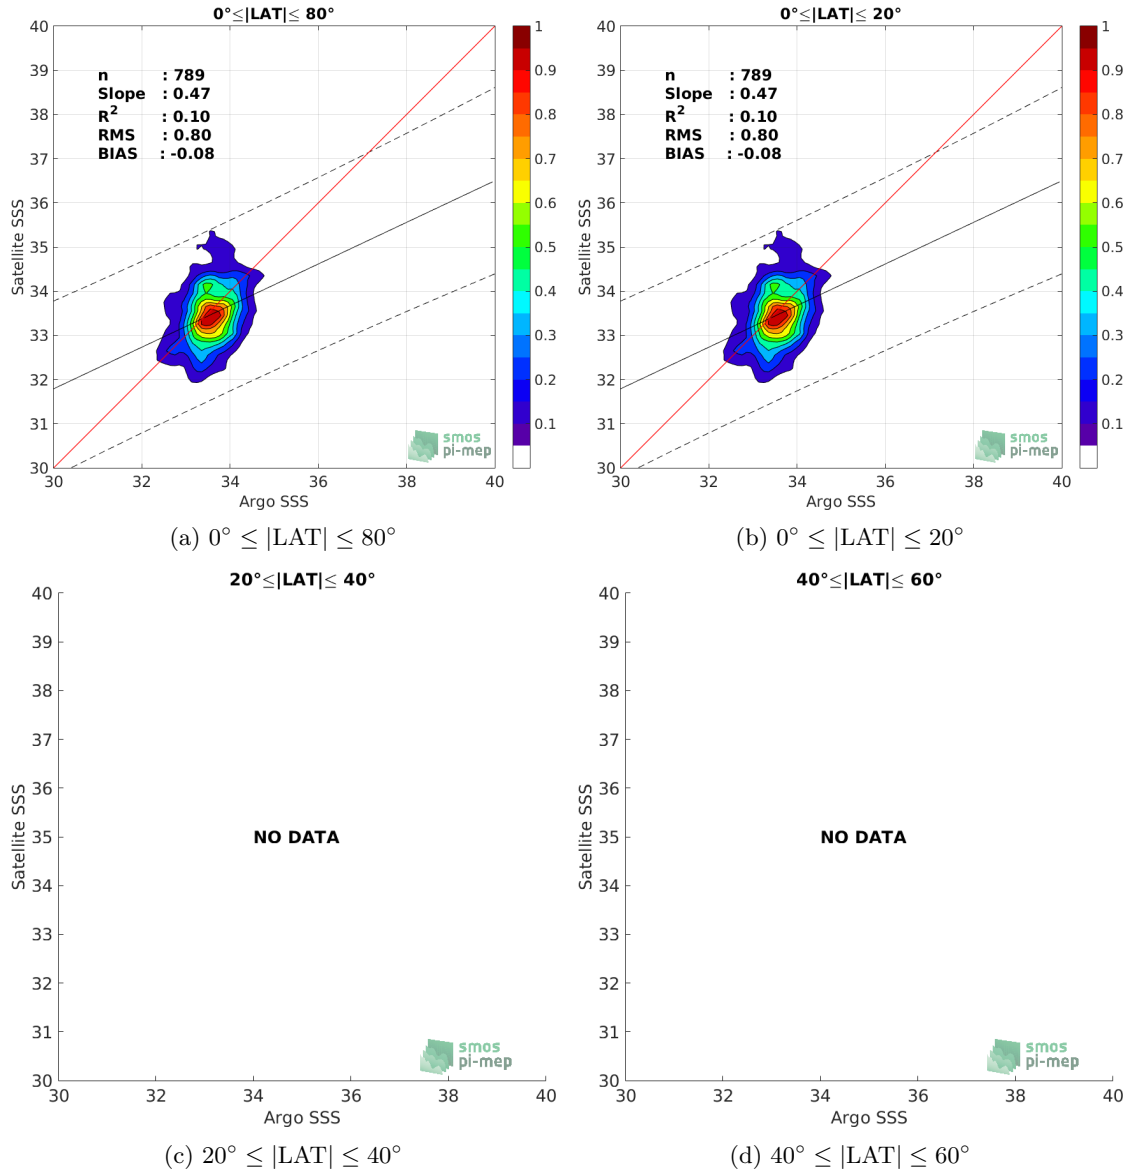 0°≤|LAT|≤ 80°
40
39
38
37
36
35
34
33
32
31
30
Satellite SSS
n : 789
Slope : 0.47
R² : 0.10
RMS : 0.80
BIAS : -0.08
smos
pi-mep
30 32 34 36 38 40
Argo SSS
1
0.9
0.8
0.7
0.6
0.5
0.4
0.3
0.2
0.1
(a) 0° ≤ |LAT| ≤ 80°
0°≤|LAT|≤ 20°
40
39
38
37
36
35
34
33
32
31
30
Satellite SSS
n : 789
Slope : 0.47
R² : 0.10
RMS : 0.80
BIAS : -0.08
smos
pi-mep
30 32 34 36 38 40
Argo SSS
1
0.9
0.8
0.7
0.6
0.5
0.4
0.3
0.2
0.1
(b) 0° ≤ |LAT| ≤ 20°
20°≤|LAT|≤ 40°
40
39
38
37
36
35
34
33
32
31
30
Satellite SSS
NO DATA
smos
pi-mep
30 32 34 36 38 40
Argo SSS
(c) 20° ≤ |LAT| ≤ 40°
40°≤|LAT|≤ 60°
40
39
38
37
36
35
34
33
32
31
30
Satellite SSS
NO DATA
smos
pi-mep
30 32 34 36 38 40
Argo SSS
(d) 40° ≤ |LAT| ≤ 60°